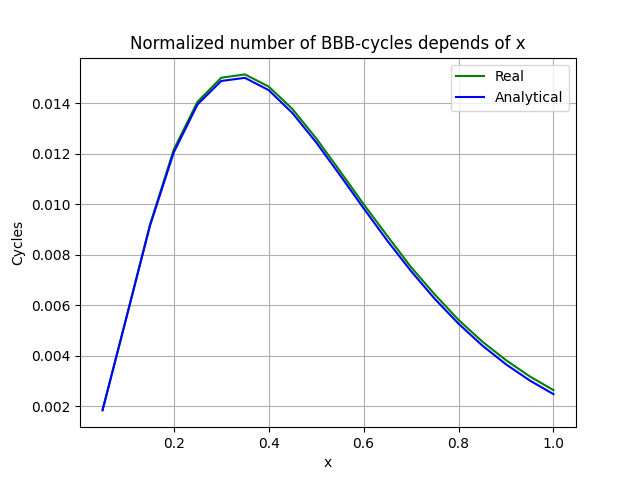 Normalized number of BBB-cycles depends of x
Real
Analytical
Cycles
0.014
0.012
0.010
0.008
0.006
0.004
0.002
0.2 0.4 0.6 0.8 1.0
x